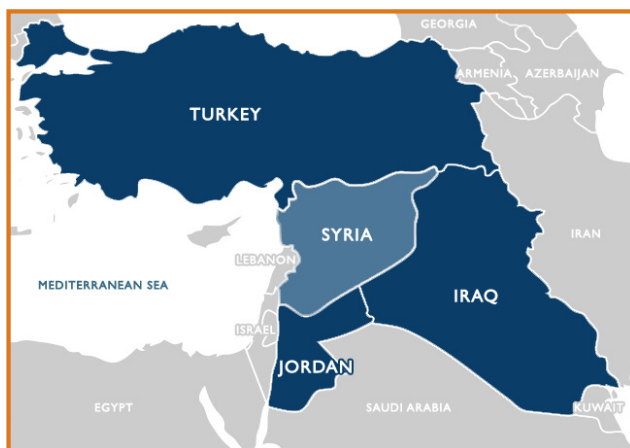 GEORGIA
ARMENIA
AZERBAIJAN
TURKEY
SYRIA
IRAN
LEBANON
MEDITERRANEAN SEA
IRAQ
ISRAEL
JORDAN
EGYPT
SAUDI ARABIA
KUWAIT